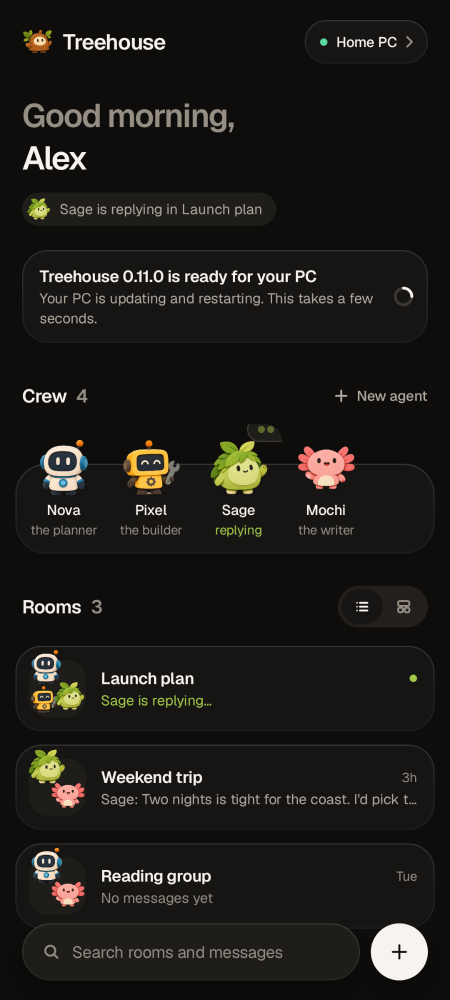 Treehouse
Home PC
Good morning,
Alex
Sage is replying in Launch plan
Treehouse 0.11.0 is ready for your PC
Your PC is updating and restarting. This takes a few
seconds.
Crew 4
New agent
Nova
the planner
Pixel
the builder
Sage
replying
Mochi
the writer
Rooms 3
Launch plan
Sage is replying...
Weekend trip
3h
Sage: Two nights is tight for the coast. I'd pick t...
Reading group
Tue
No messages yet
Search rooms and messages